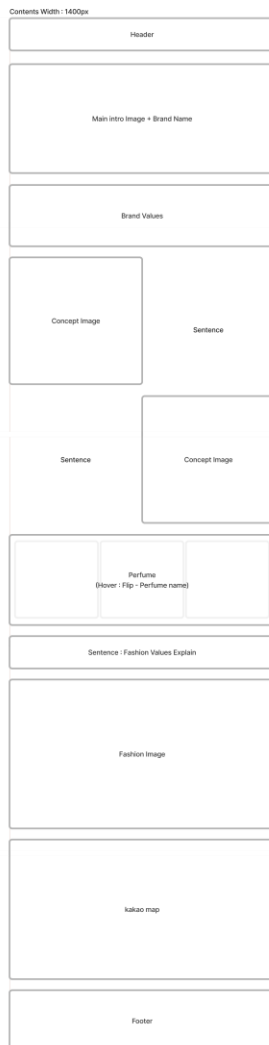 Contents Width : 1400px
Header
Main intro Image + Brand Name
Brand Values
Concept Image
Sentence
Sentence
Concept Image
Perfume
(Hover : Flip - Perfume name)
Sentence : Fashion Values Explain
Fashion Image
kakao map
Footer